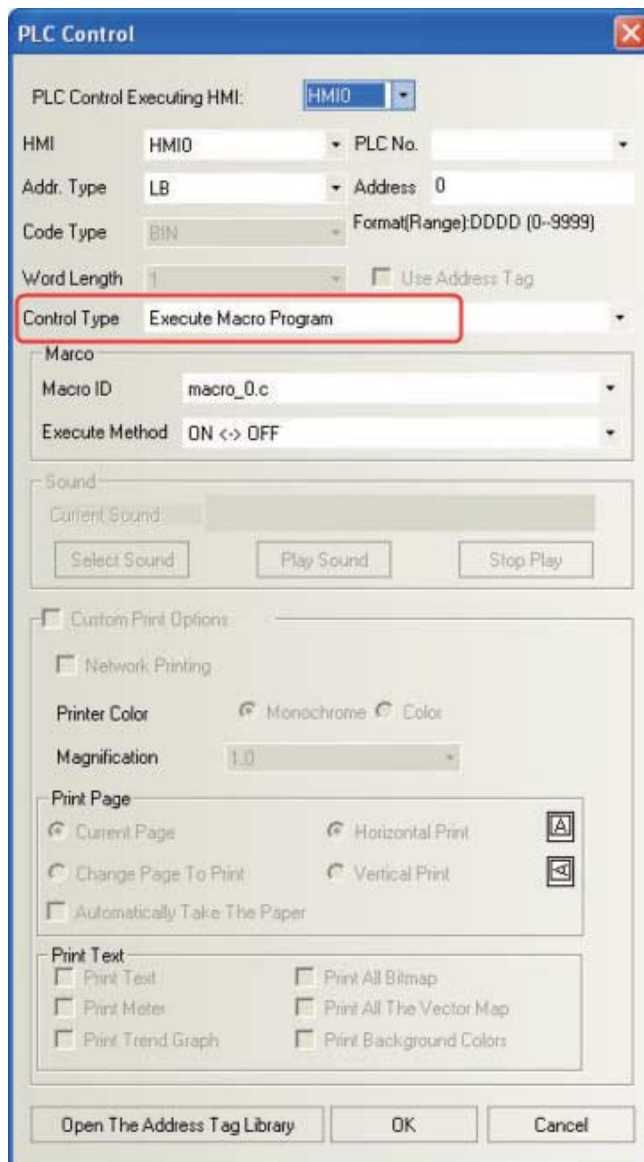 PLC Control
PLC Control Executing HMI: HMI0
HMI HMI0 PLC No.
Addr. Type LB Address 0
Code Type BIN Format(Range):DDDD (0--9999)
Word Length 1 Use Address Tag
Control Type Execute Macro Program
Marco
Macro ID macro_0.c
Execute Method ON <-> OFF
Sound
Current Sound
Select Sound Play Sound Stop Play
Custom Print Options
Network Printing
Printer Color Monochrome Color
Magnification 1.0
Print Page
Current Page Horizontal Print A
Change Page To Print Vertical Print A
Automatically Take The Paper
Print Text
Print Text Print All Bitmap
Print Meter Print All The Vector Map
Print Trend Graph Print Background Colors
Open The Address Tag Library OK Cancel